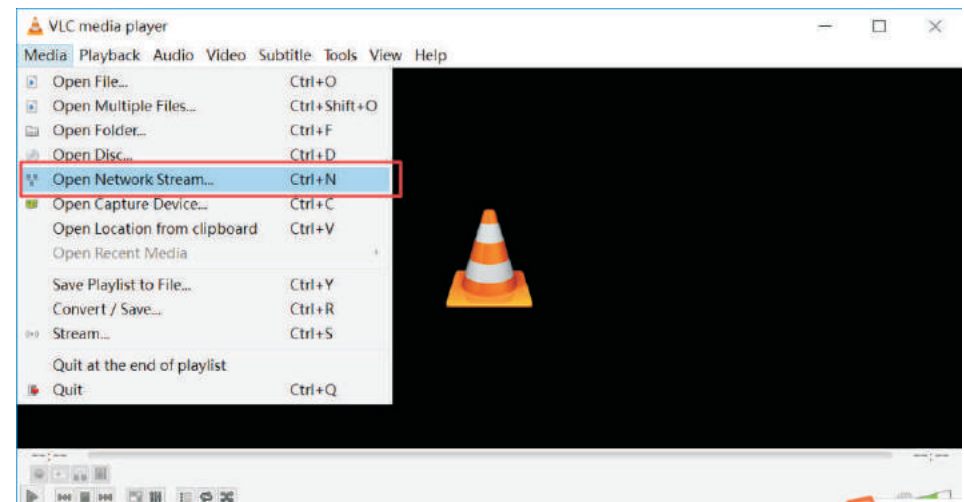 VLC media player
Media Playback Audio Video Subtitle Tools View Help
Open File... Ctrl+O
Open Multiple Files... Ctrl+Shift+O
Open Folder... Ctrl+F
Open Disc... Ctrl+D
Open Network Stream... Ctrl+N
Open Capture Device... Ctrl+C
Open Location from clipboard Ctrl+V
Open Recent Media
Save Playlist to File... Ctrl+Y
Convert / Save... Ctrl+R
Stream... Ctrl+S
Quit at the end of playlist
Quit Ctrl+Q
--:-- --:--